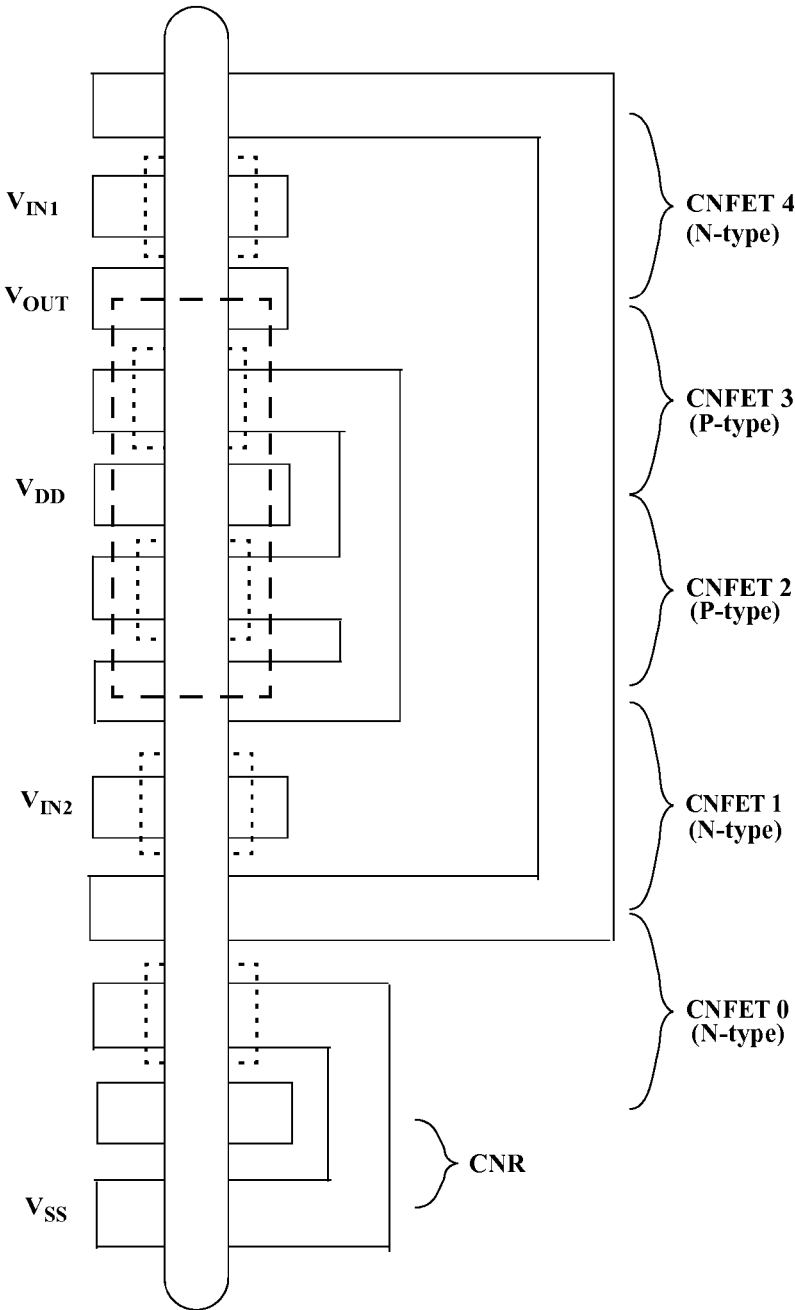 V_IN1
CNFET 4
(N-type)
V_OUT
CNFET 3
(P-type)
V_DD
CNFET 2
(P-type)
V_IN2
CNFET 1
(N-type)
CNFET 0
(N-type)
CNR
V_SS